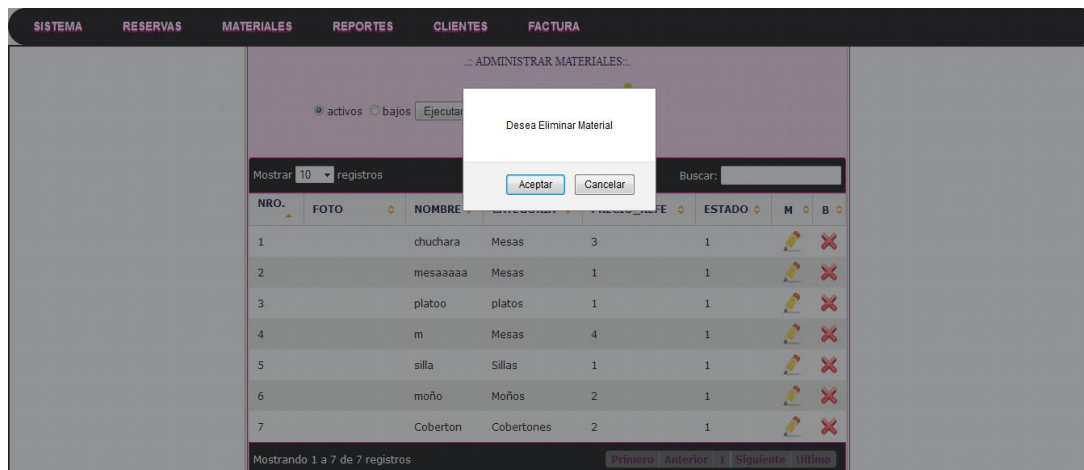 SISTEMA RESERVAS MATERIALES REPORTES CLIENTES FACTURA
.:: ADMINISTRAR MATERIALES::.
activos bajos Ejecutar
Desea Eliminar Material
Aceptar Cancelar
Mostrar 10 registros Buscar:
NRO. FOTO NOMBRE ESTADO M B
1 chuchara Mesas 3 1
2 mesaaaaa Mesas 1 1
3 platoo platos 1 1
4 m Mesas 4 1
5 silla Sillas 1 1
6 moño Moños 2 1
7 Coberton Cobertones 2 1
Mostrando 1 a 7 de 7 registros Primero Anterior 1 Siguiente Ultimo